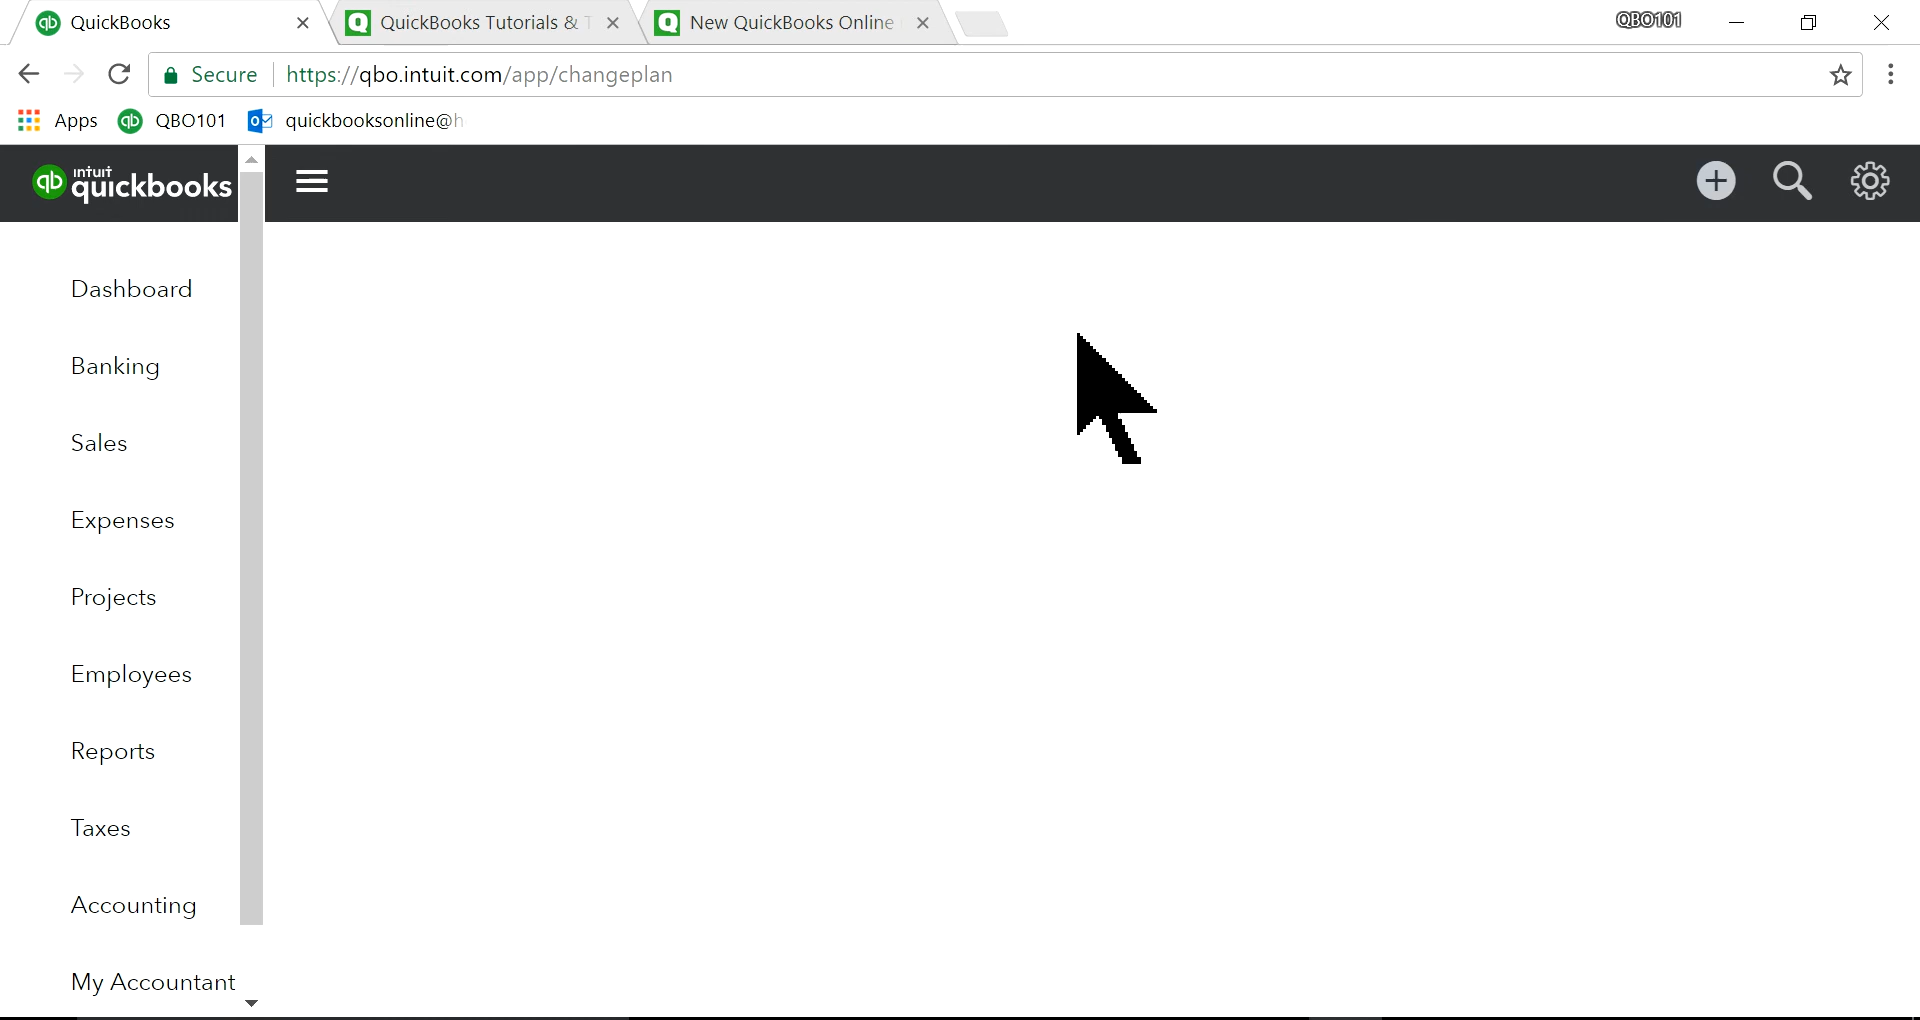 QuickBooks
QuickBooks Tutorials &
New QuickBooks Online
QBO101
Secure https://qbo.intuit.com/app/changeplan
Apps
QBO101
quickbooksonline@h
intuit
quickbooks
Dashboard
Banking
Sales
Expenses
Projects
Employees
Reports
Taxes
Accounting
My Accountant